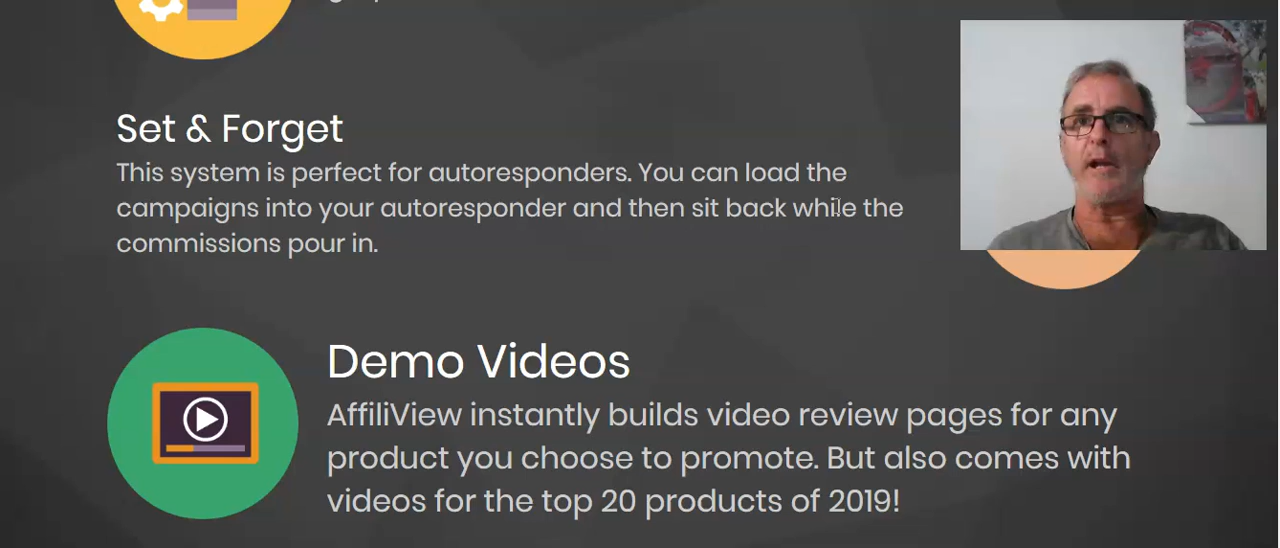 Set & Forget
This system is perfect for autoresponders. You can load the
campaigns into your autoresponder and then sit back while the
commissions pour in.
Demo Videos
AffiliView instantly builds video review pages for any
product you choose to promote. But also comes with
videos for the top 20 products of 2019!